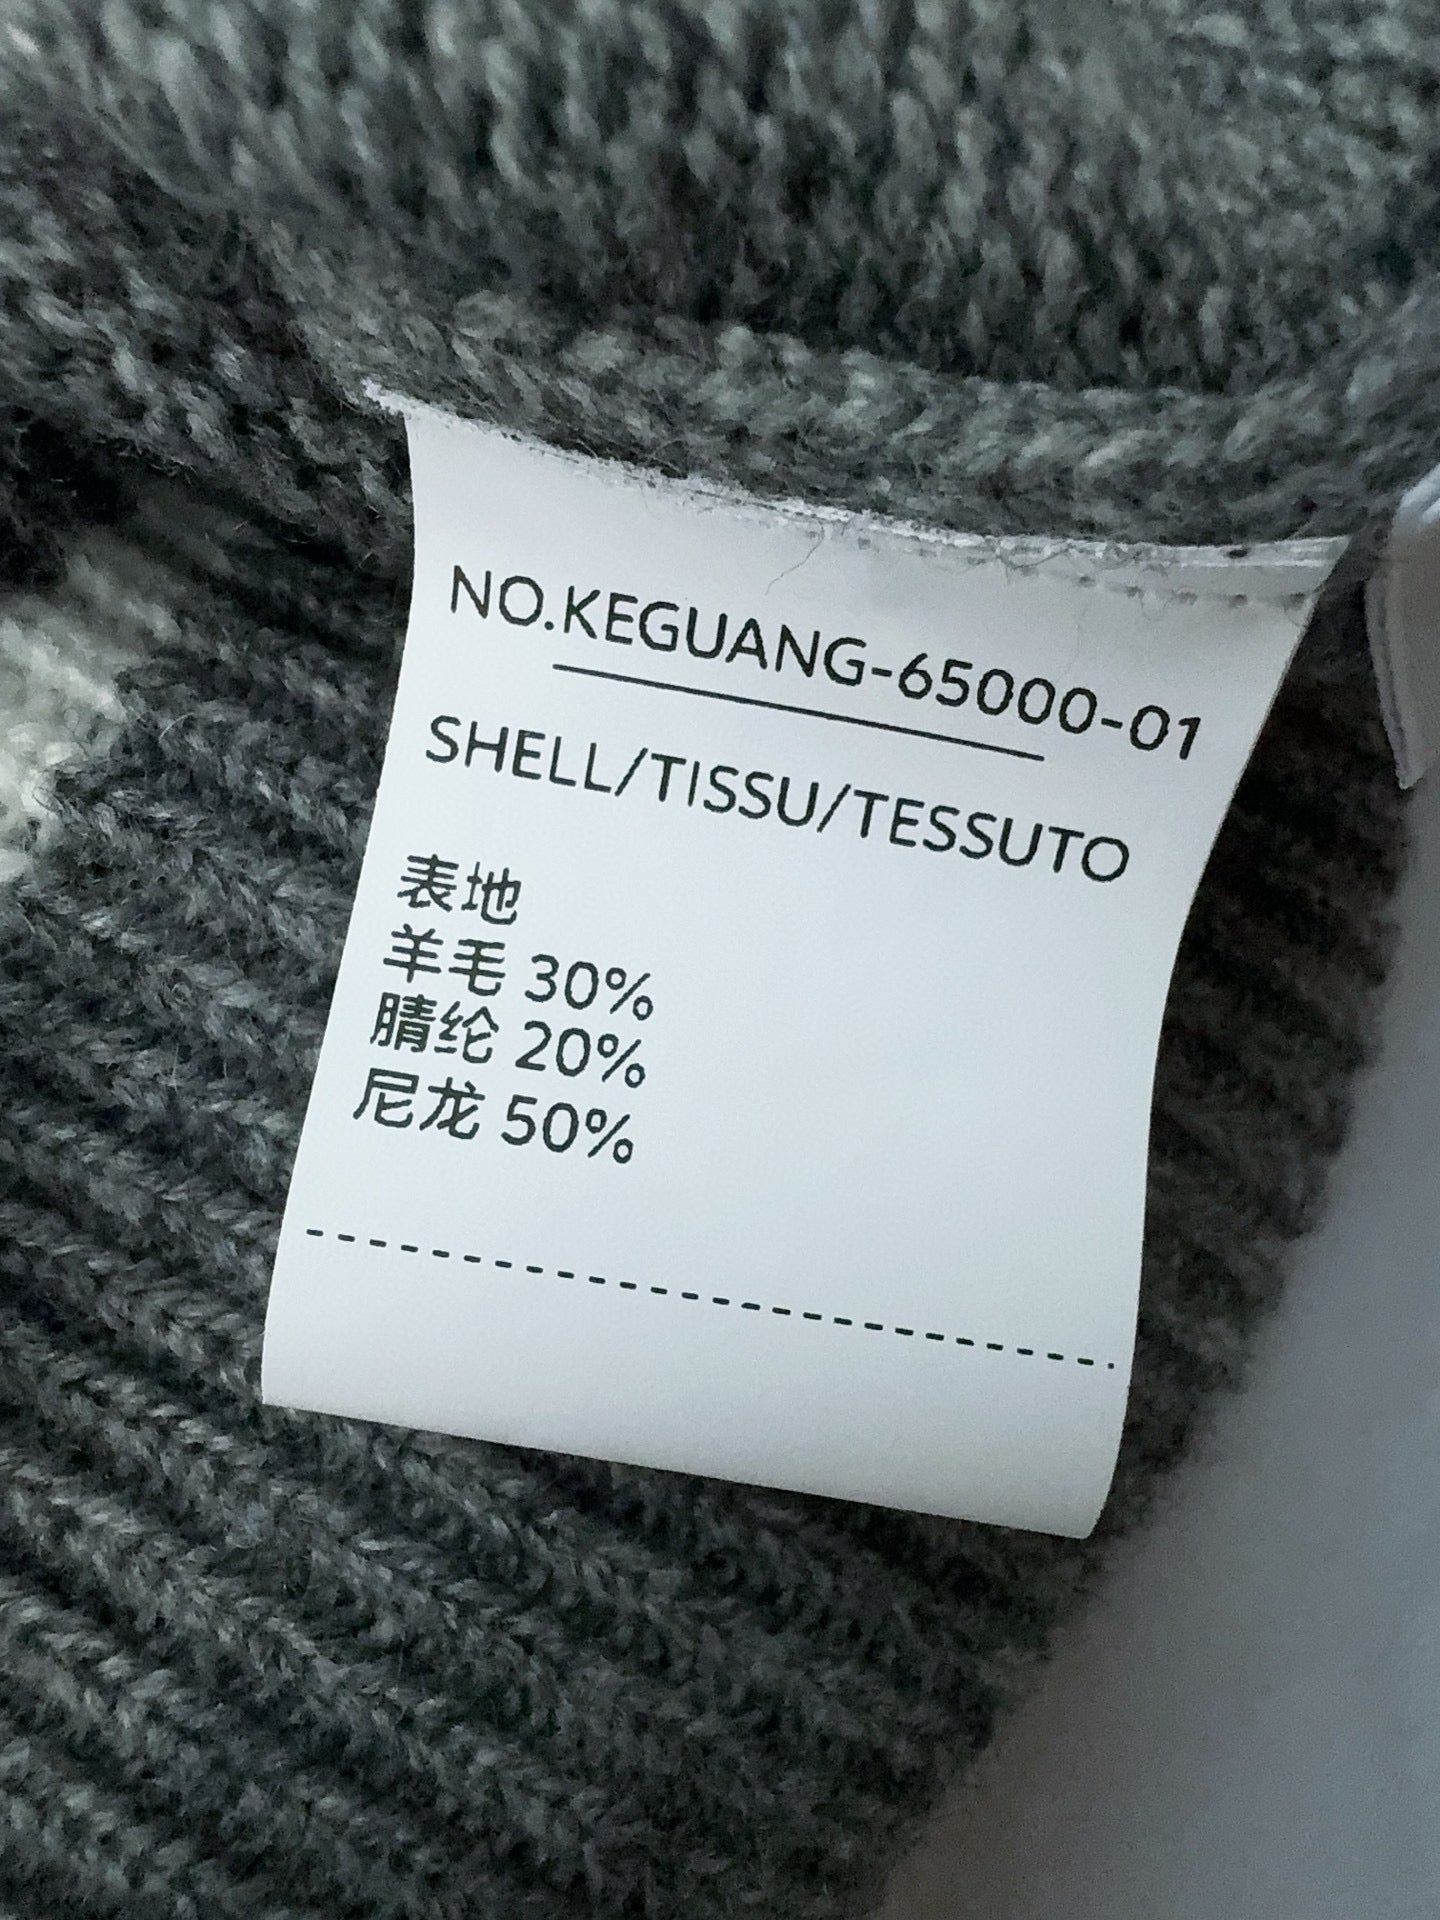 NO.KEGUANG-65000-01
SHELL/TISSU/TESSUTO
表地
羊毛 30%
腈纶 20%
尼龙 50%